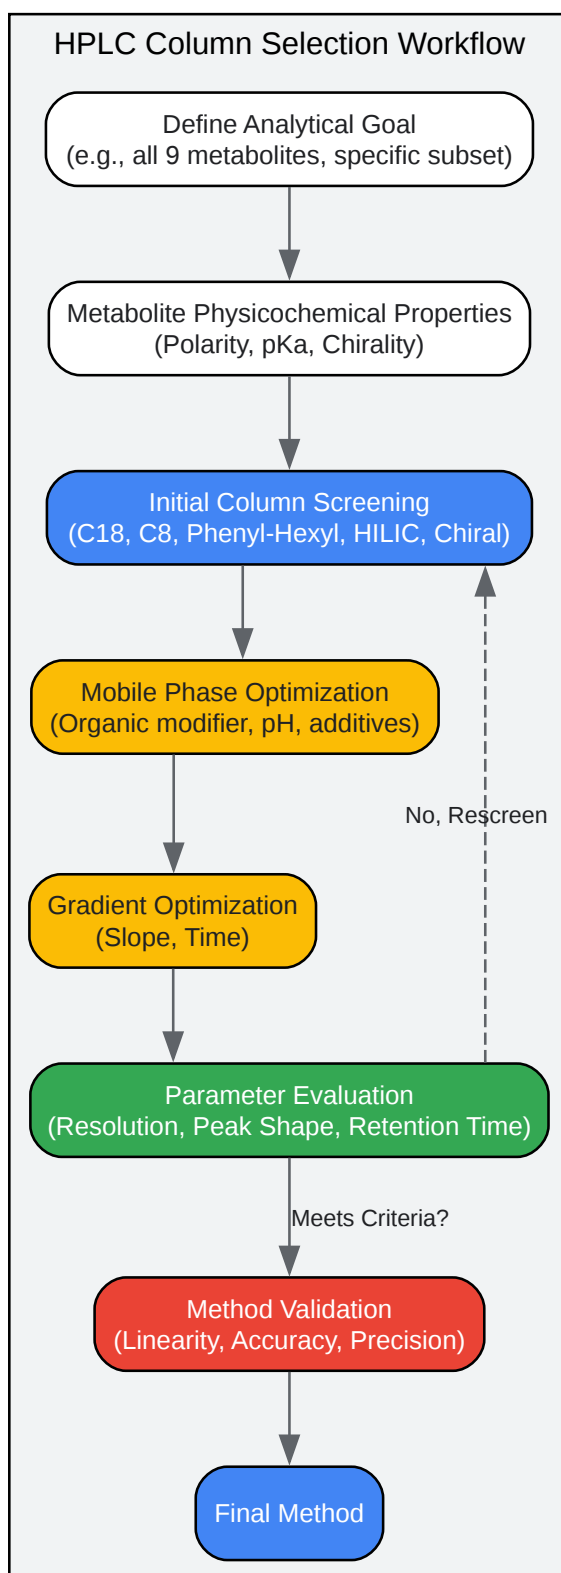 HPLC Column Selection Workflow
Define Analytical Goal
(e.g., all 9 metabolites, specific subset)
Metabolite Physicochemical Properties
(Polarity, pKa, Chirality)
Initial Column Screening
(C18, C8, Phenyl-Hexyl, HILIC, Chiral)
Mobile Phase Optimization
(Organic modifier, pH, additives)
No, Rescreen
Gradient Optimization
(Slope, Time)
Parameter Evaluation
(Resolution, Peak Shape, Retention Time)
Meets Criteria?
Method Validation
(Linearity, Accuracy, Precision)
Final Method